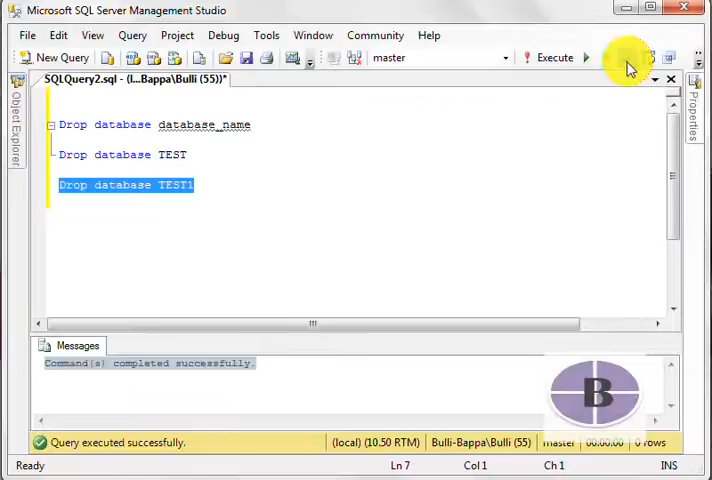 Microsoft SQL Server Management Studio
File Edit View Query Project Debug Tools Window Community Help
New Query master Execute
SQLQuery2.sql - (l...Bappa\Bulli (55))*
Object Explorer
Properties
Drop database database_name
Drop database TEST
Drop database TEST1
Messages
Command(s) completed successfully.
B
Query executed successfully. (local) (10.50 RTM) Bulli-Bappa\Bulli (55) master 00:00:00 0 rows
Ready Ln 7 Col 1 Ch 1 INS